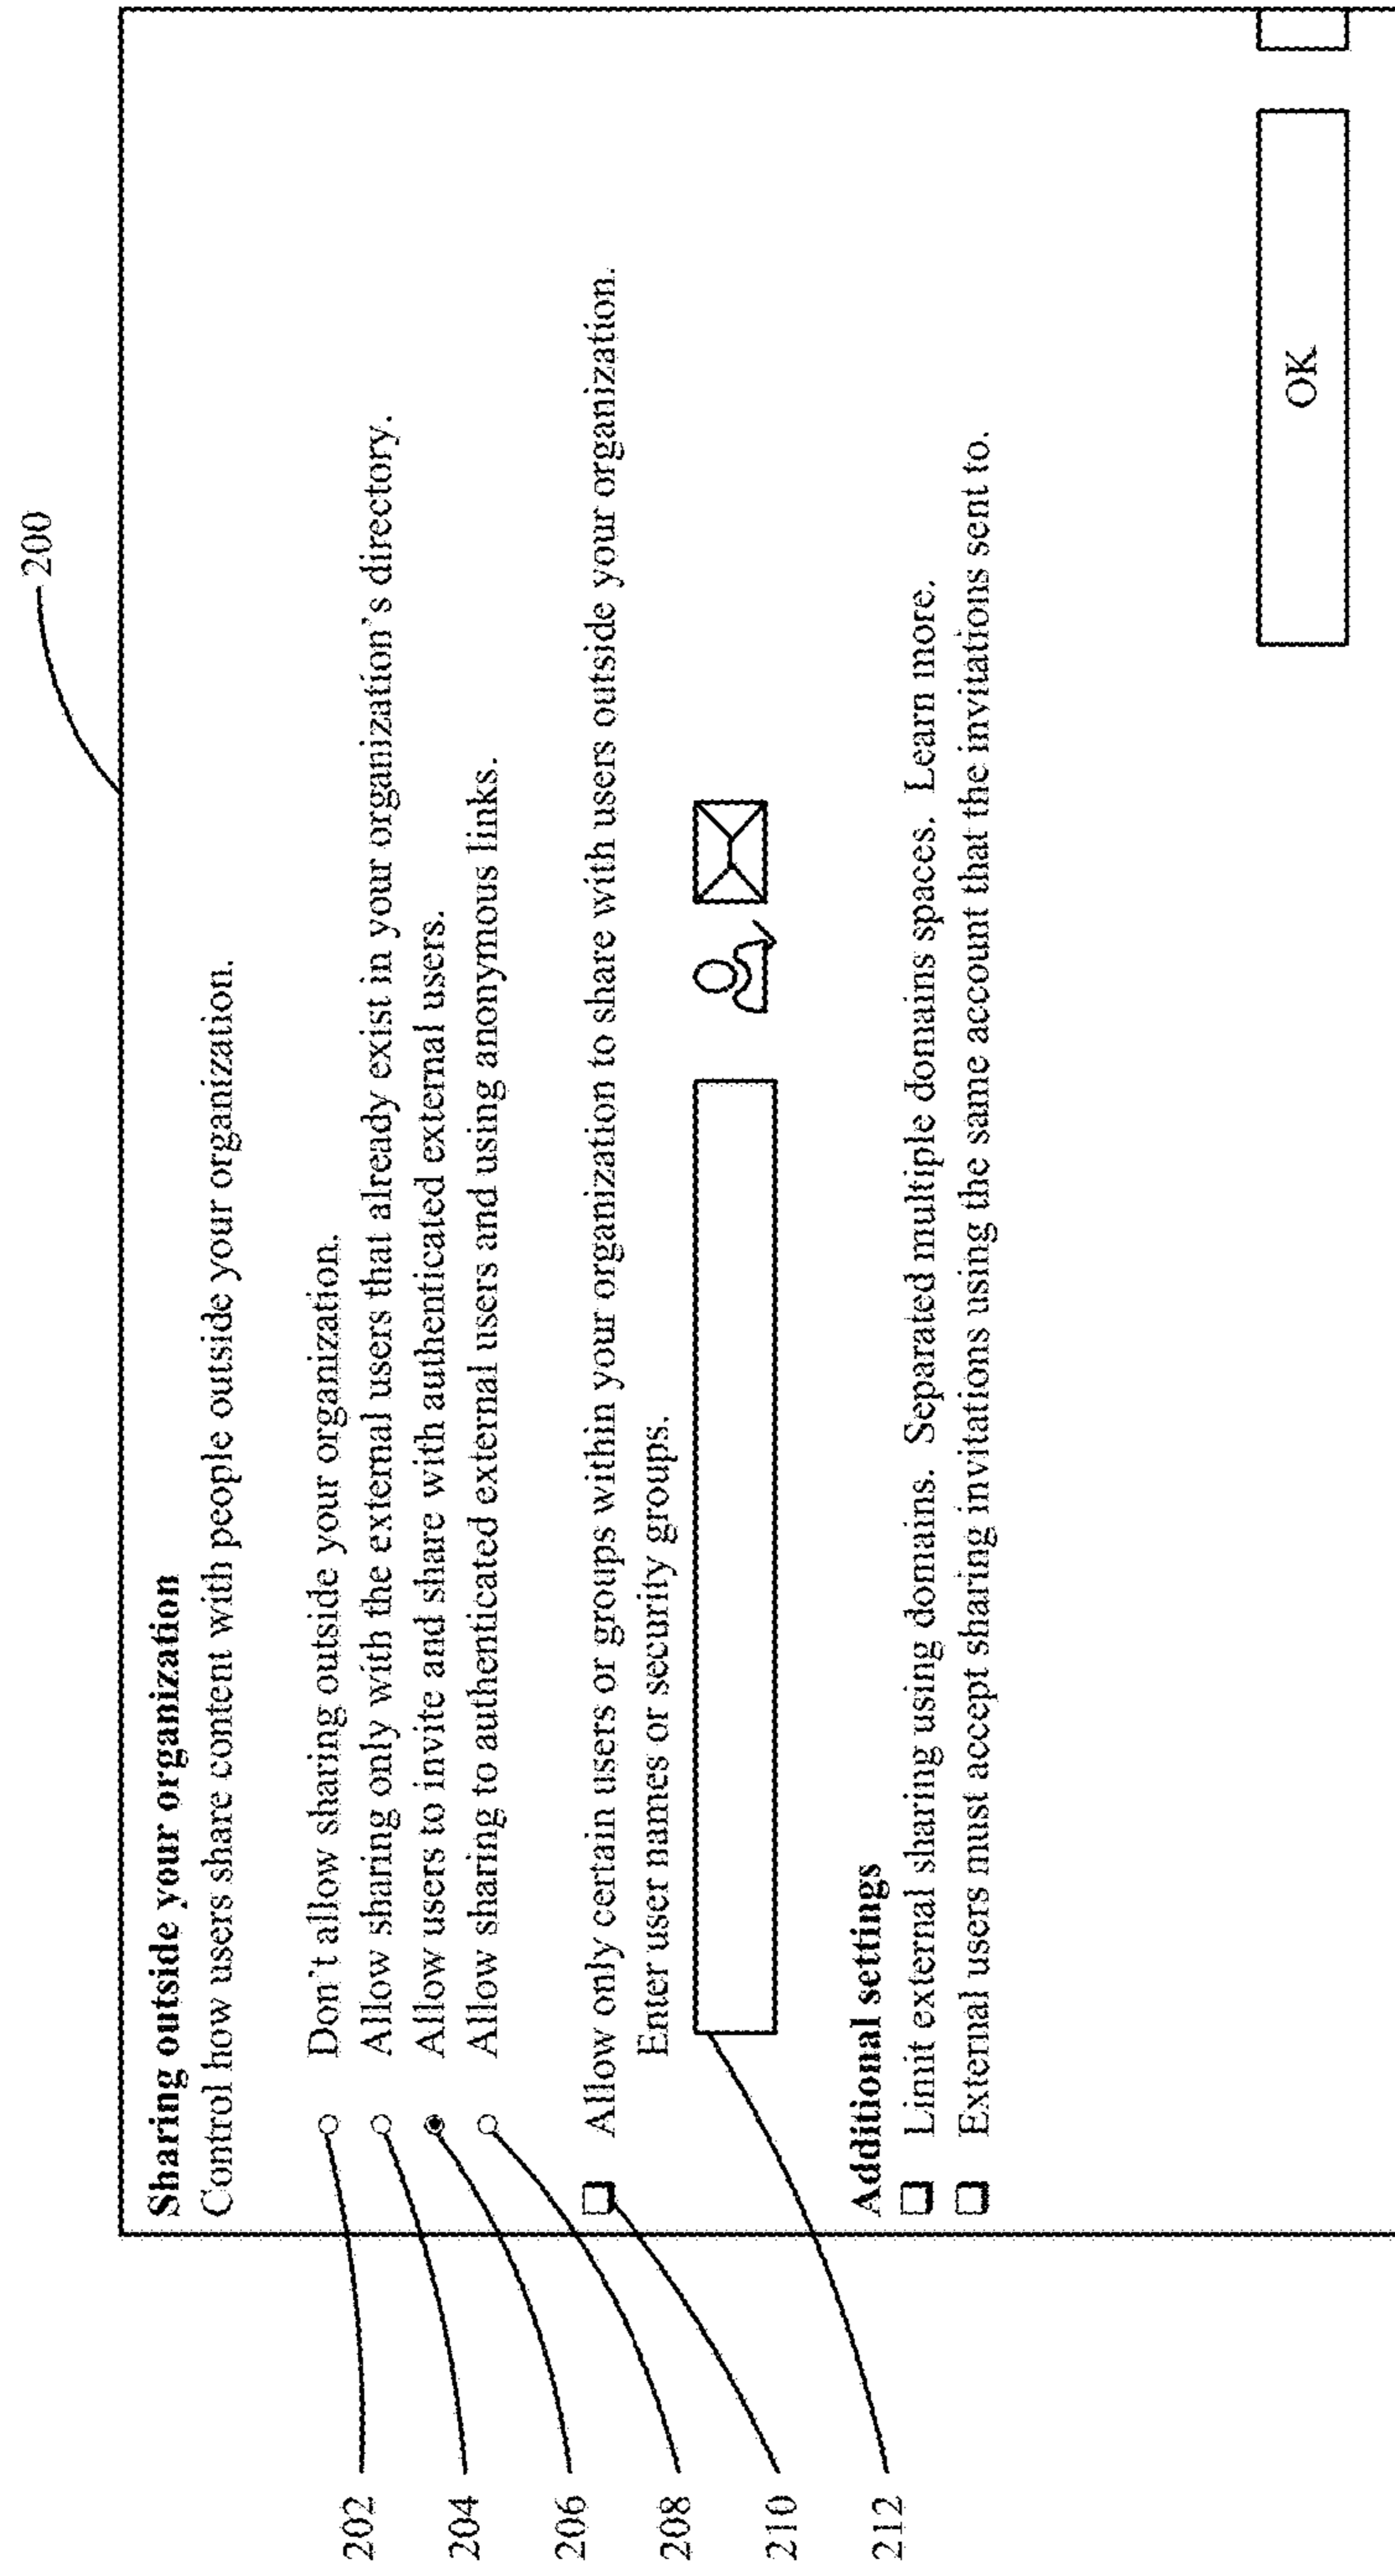 200
Sharing outside your organization
Control how users share content with people outside your organization.
202
Don't allow sharing outside your organization.
204
Allow sharing only with the external users that already exist in your organization's directory.
206
Allow users to invite and share with authenticated external users.
208
Allow sharing to authenticated external users and using anonymous links.
210
Allow only certain users or groups within your organization to share with users outside your organization.
Enter user names or security groups.
212
Additional settings
Limit external sharing using domains. Separated multiple domains spaces. Learn more.
External users must accept sharing invitations using the same account that the invitations sent to.
OK